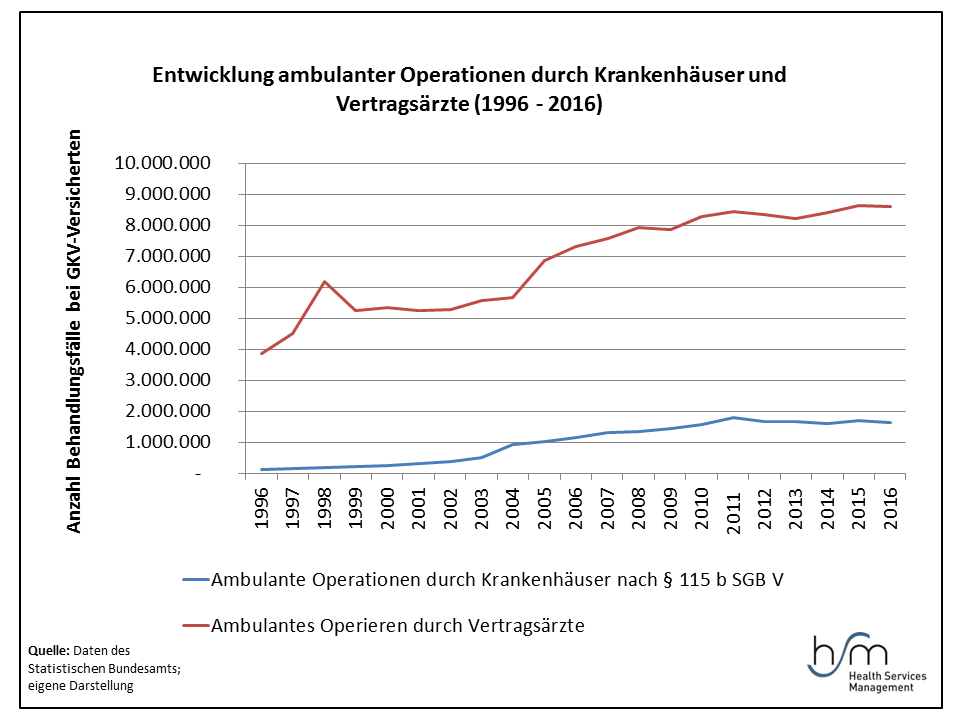 Entwicklung ambulanter Operationen durch Krankenhäuser und
Vertragsärzte (1996 - 2016)
Anzahl Behandlungsfälle bei GKV-Versicherten
10.000.000
9.000.000
8.000.000
7.000.000
6.000.000
5.000.000
4.000.000
3.000.000
2.000.000
1.000.000
-
1996
1997
1998
1999
2000
2001
2002
2003
2004
2005
2006
2007
2008
2009
2010
2011
2012
2013
2014
2015
2016
Ambulante Operationen durch Krankenhäuser nach § 115 b SGB V
Ambulantes Operieren durch Vertragsärzte
Quelle: Daten des
Statistischen Bundesamts;
eigene Darstellung
hsm
Health Services
Management